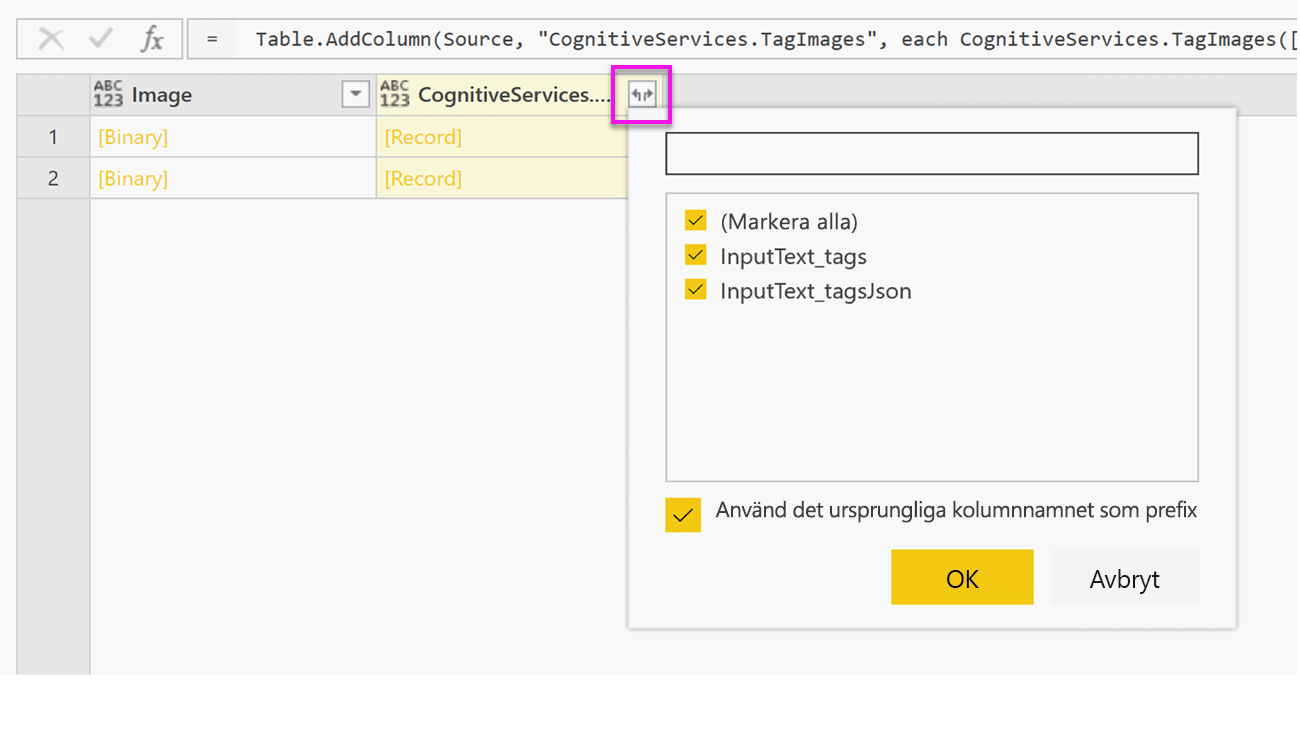 fx = Table.AddColumn(Source, "CognitiveServices.TagImages", each CognitiveServices.TagImages([
ABC 123 Image ABC 123 CognitiveServices....
1 [Binary] [Record]
2 [Binary] [Record]
(Markera alla)
InputText_tags
InputText_tagsJson
Använd det ursprungliga kolumnnamnet som prefix
OK Avbryt